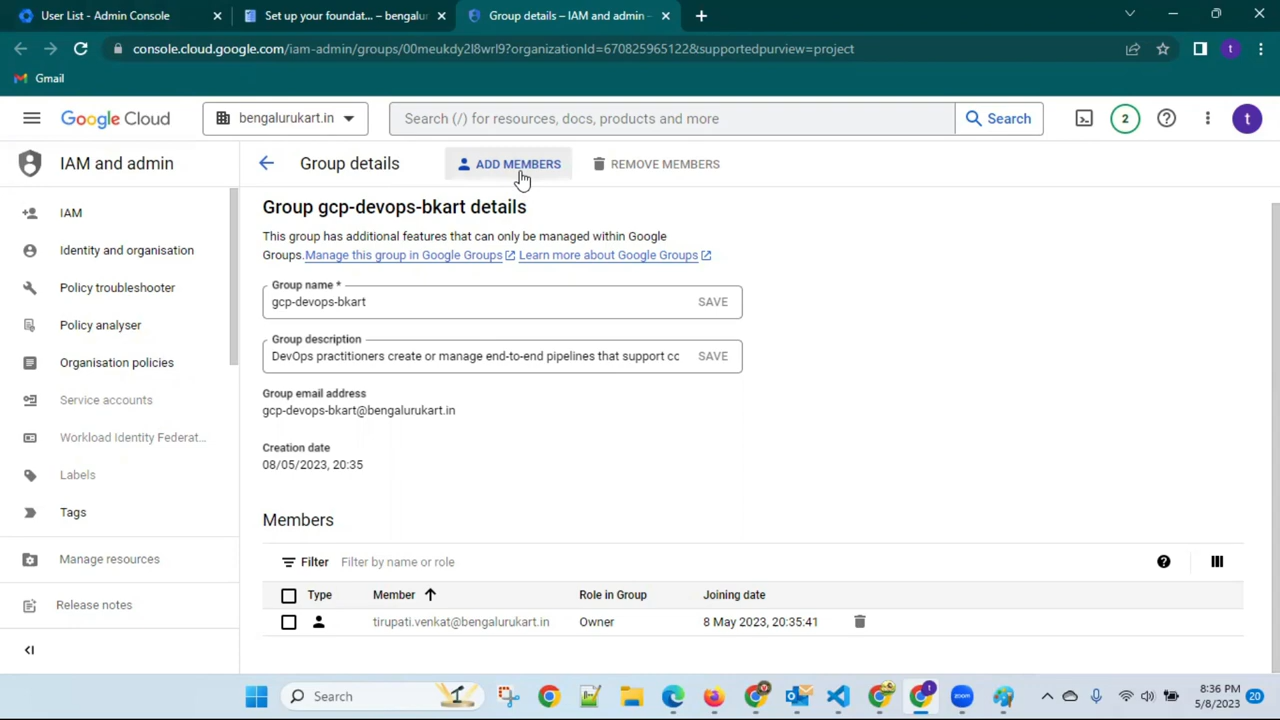 User List - Admin Console
Set up your foundat... – bengalur
Group details – IAM and admin –
console.cloud.google.com/iam-admin/groups/00meukdy2l8wrl9?organizationId=670825965122&supportedpurview=project
t
Gmail
Google Cloud
bengalurukart.in
Search (/) for resources, docs, products and more
Search
2
t
IAM and admin
Group details
ADD MEMBERS
REMOVE MEMBERS
IAM
Identity and organisation
Policy troubleshooter
Policy analyser
Organisation policies
Service accounts
Workload Identity Federat...
Labels
Tags
Manage resources
Release notes
Group gcp-devops-bkart details
This group has additional features that can only be managed within Google
Groups.Manage this group in Google Groups Learn more about Google Groups
Group name *
gcp-devops-bkart
SAVE
Group description
DevOps practitioners create or manage end-to-end pipelines that support cc
SAVE
Group email address
gcp-devops-bkart@bengalurukart.in
Creation date
08/05/2023, 20:35
Members
Filter Filter by name or role
Type Member Role in Group Joining date
tirupati.venkat@bengalurukart.in Owner 8 May 2023, 20:35:41
Search
zoom
8:36 PM
5/8/2023
20